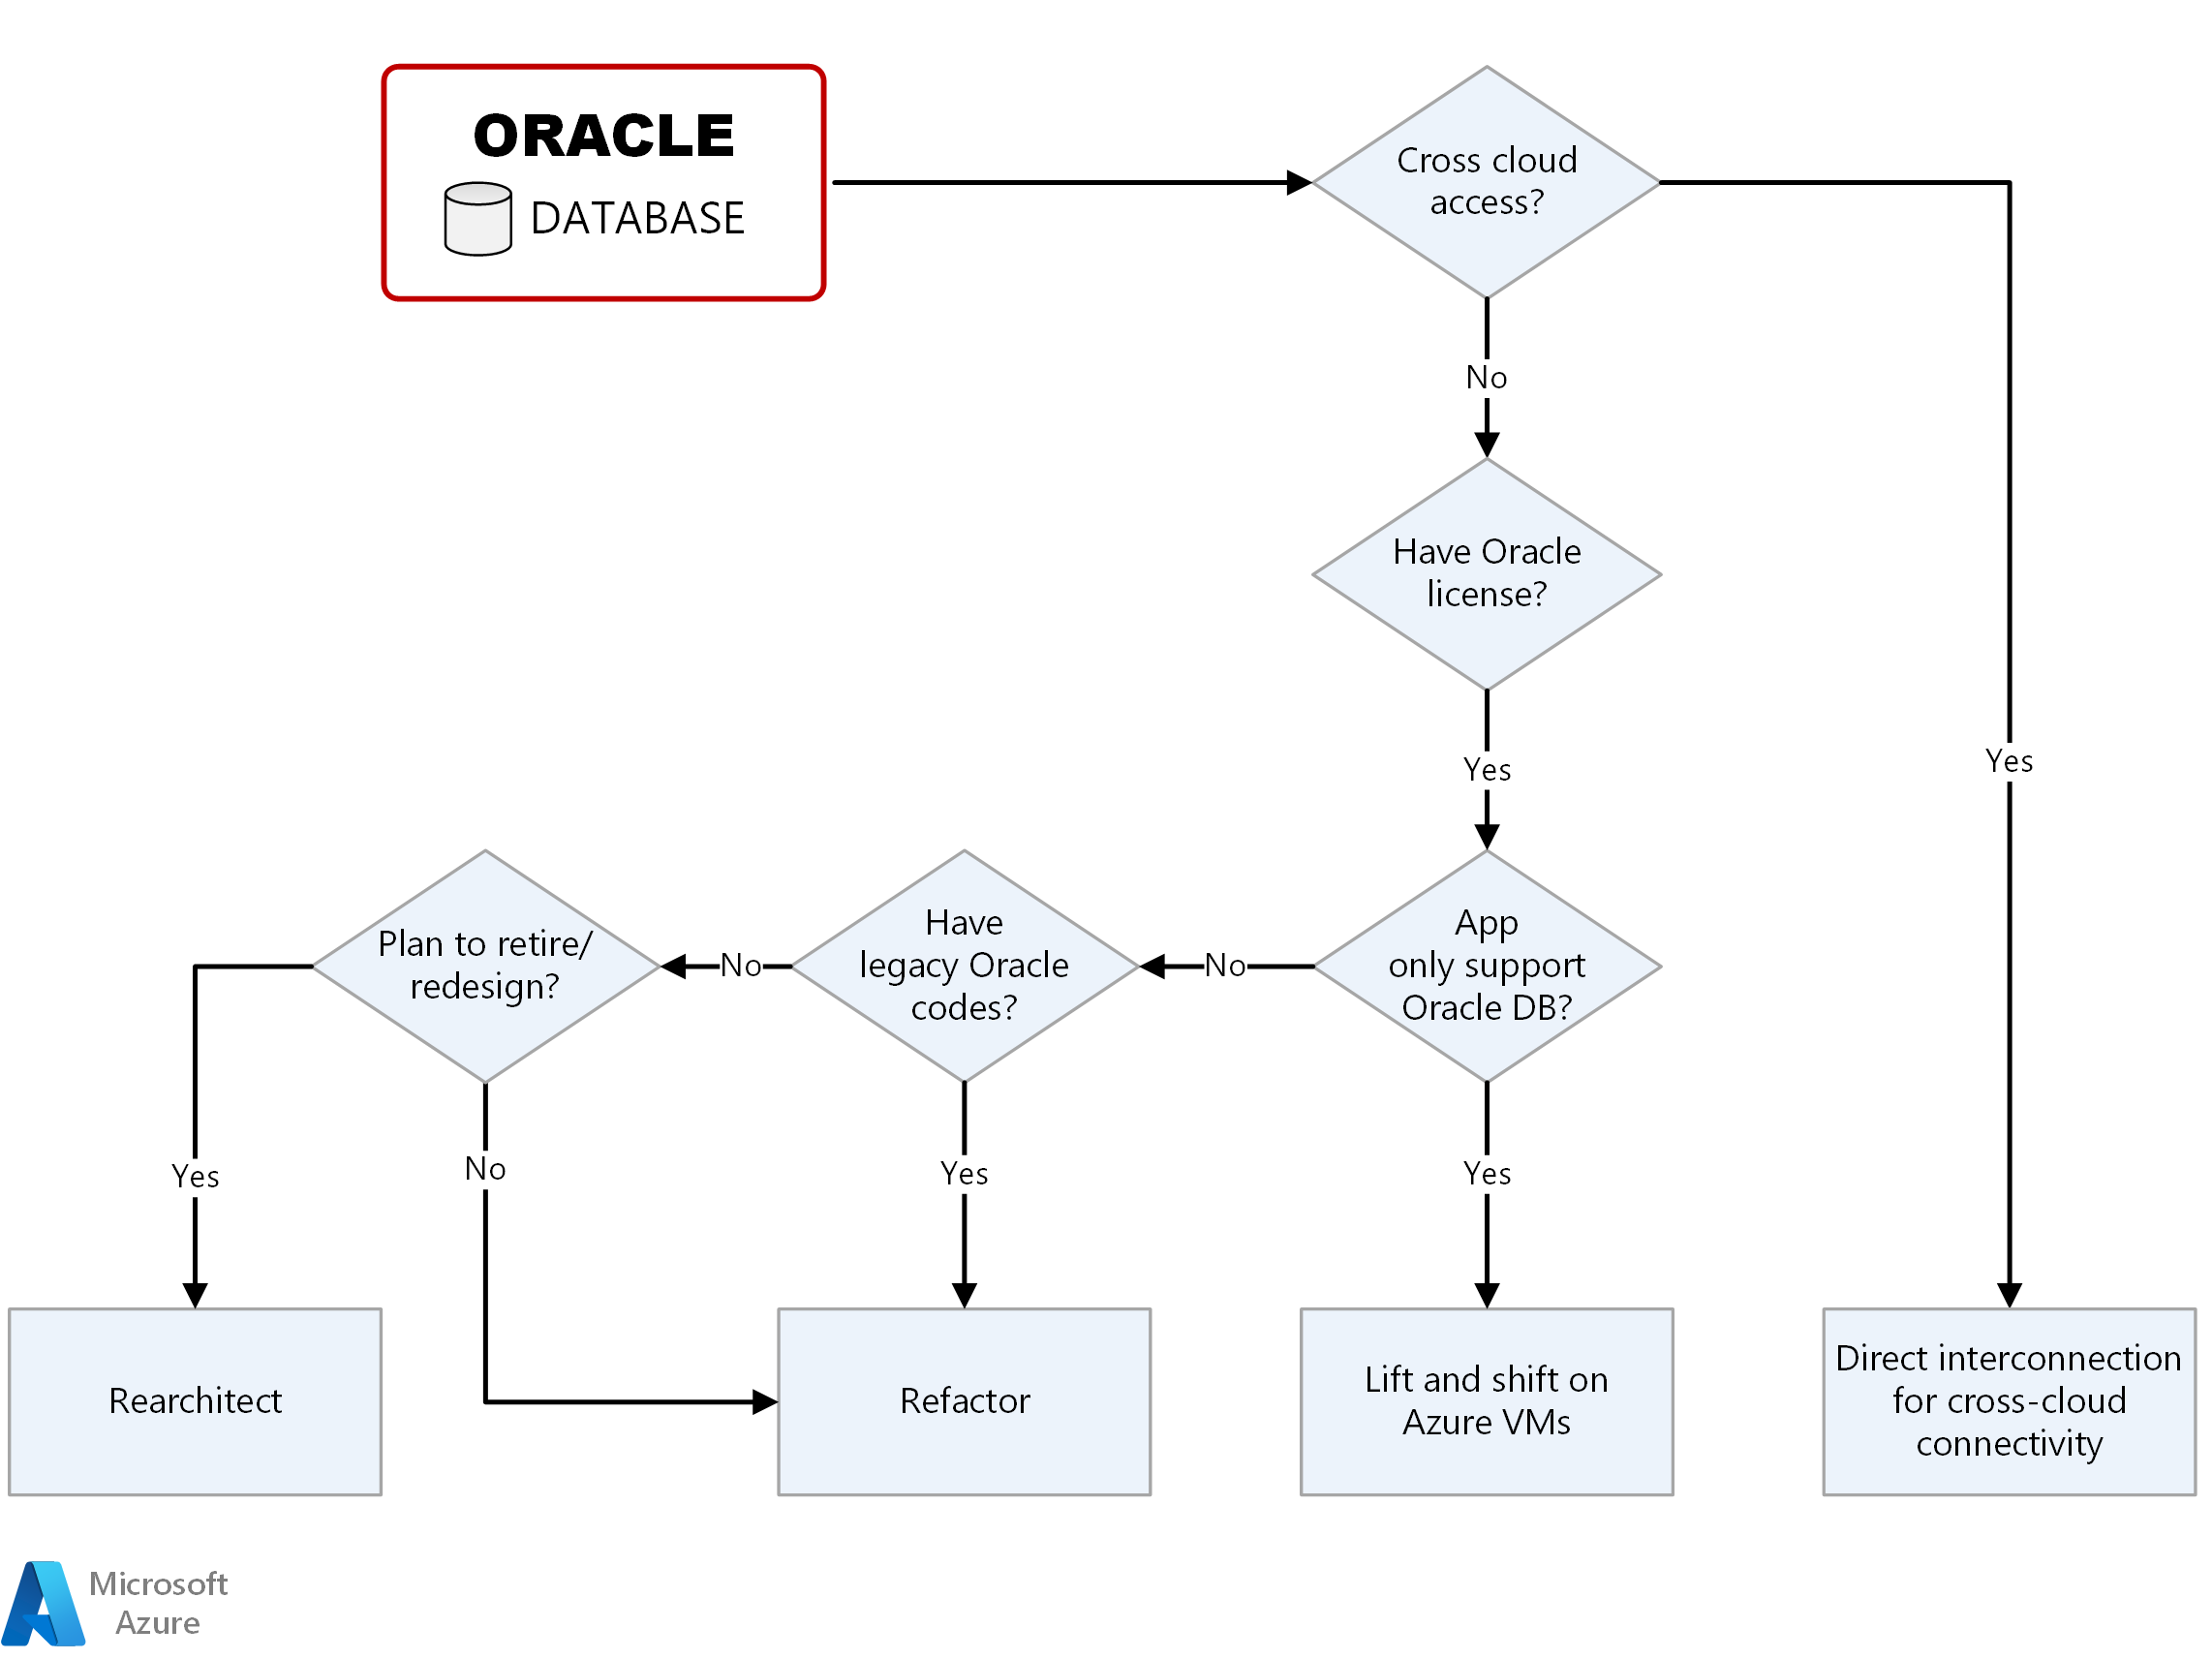 ORACLE
DATABASE
Cross cloud
access?
No
Have Oracle
license?
Yes
Yes
Plan to retire/
redesign?
No
Have
legacy Oracle
codes?
No
App
only support
Oracle DB?
Yes
No
Yes
Yes
Rearchitect
Refactor
Lift and shift on
Azure VMs
Direct interconnection
for cross-cloud
connectivity
Microsoft
Azure